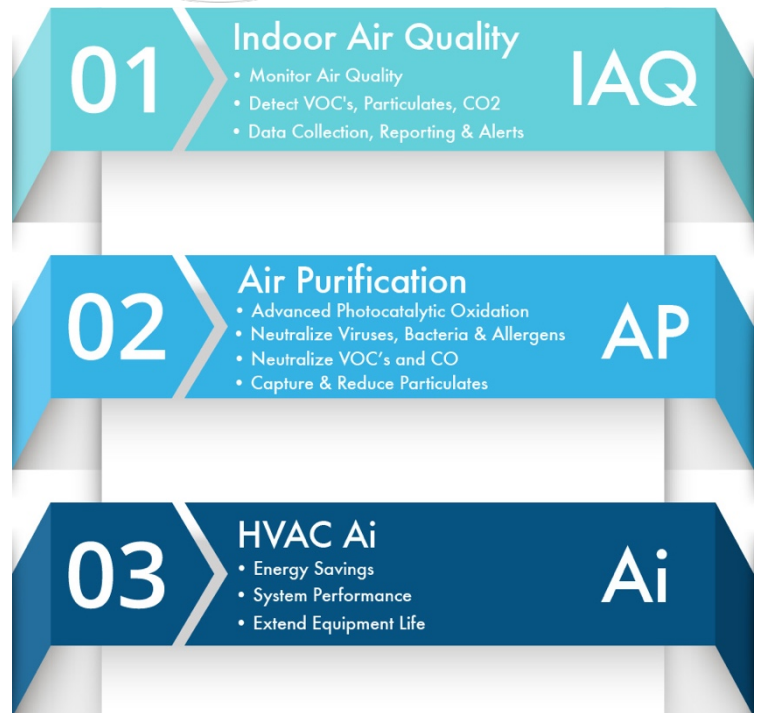 01
Indoor Air Quality
• Monitor Air Quality
• Detect VOC's, Particulates, CO2
• Data Collection, Reporting & Alerts
IAQ
02
Air Purification
• Advanced Photocatalytic Oxidation
• Neutralize Viruses, Bacteria & Allergens
• Neutralize VOC's and CO
• Capture & Reduce Particulates
AP
03
HVAC Ai
• Energy Savings
• System Performance
• Extend Equipment Life
Ai